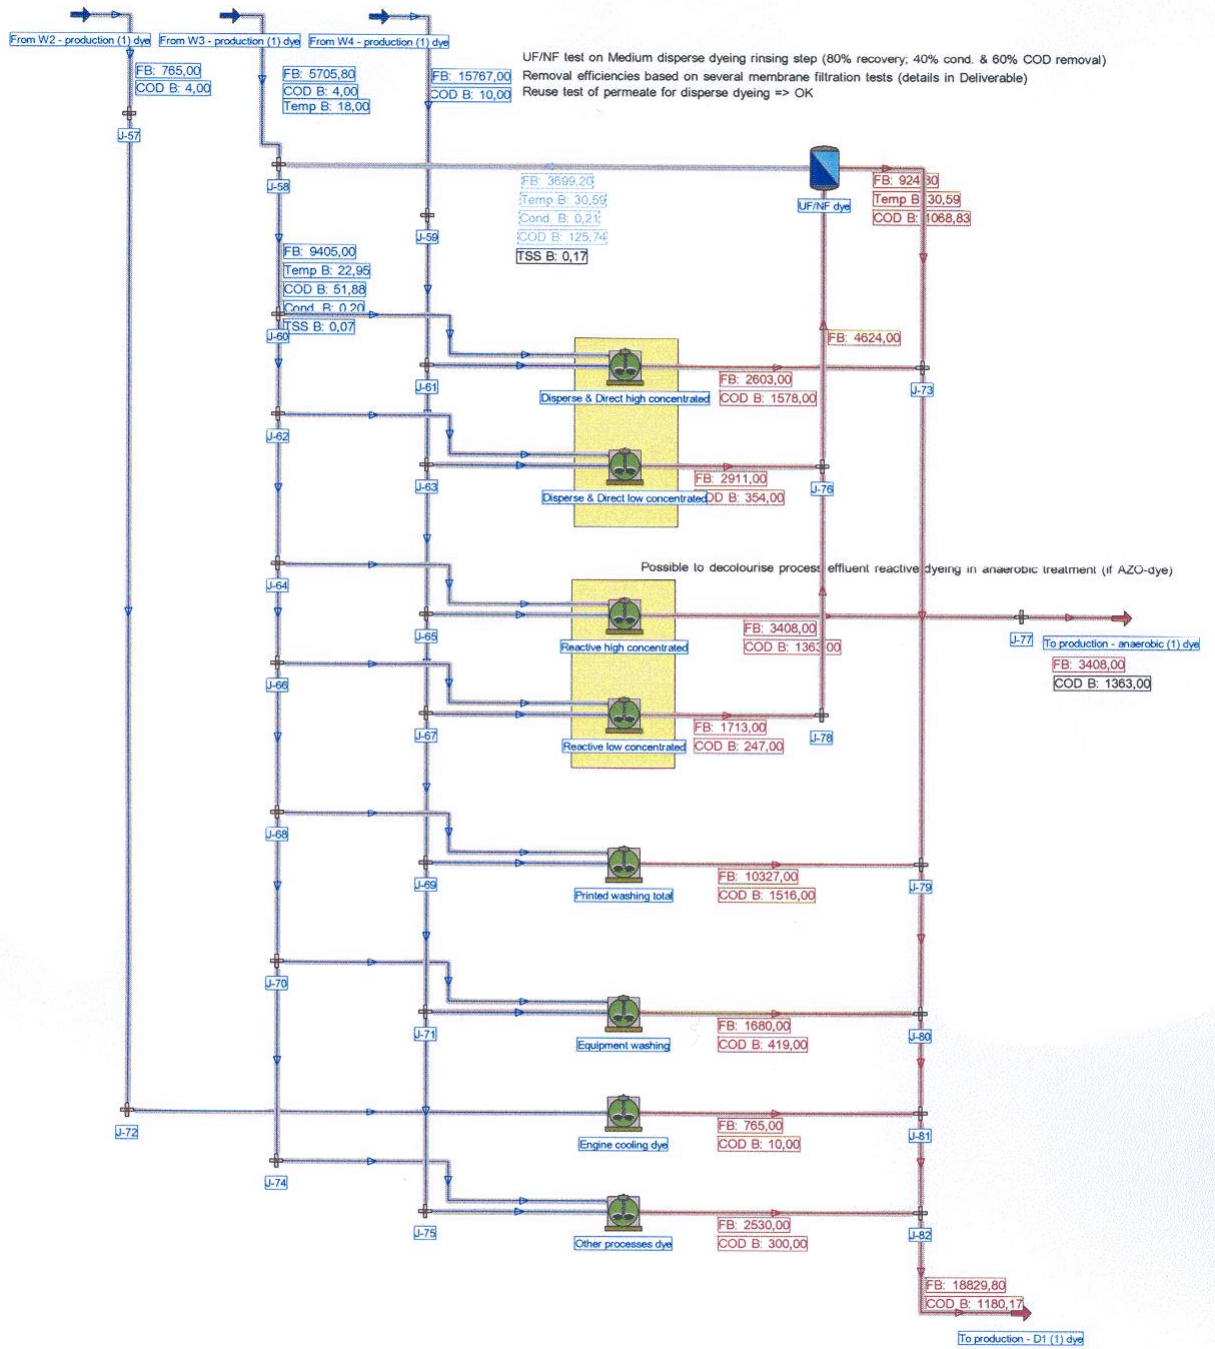 From W2 - production (1) dye
From W3 - production (1) dye
From W4 - production (1) dye
UF/NF test on Medium disperse dyeing rinsing step (80% recovery; 40% cond. & 60% COD removal)
Removal efficiencies based on several membrane filtration tests (details in Deliverable)
Reuse test of permeate for disperse dyeing => OK
FB: 765,00
COD B: 4,00
FB: 5705,80
COD B: 4,00
Temp B: 18,00
FB: 15767,00
COD B: 10,00
J-57
J-58
FB: 3699,20
Temp B: 30,59
Cond. B: 0,21
COD B: 125,74
TSS B: 0,17
UF/NF dye
FB: 924,80
Temp B: 30,59
COD B: 1068,83
J-59
FB: 9405,00
Temp B: 22,95
COD B: 51,88
Cond. B: 0,20
TSS B: 0,07
J-60
FB: 4624,00
J-61
Disperse & Direct high concentrated
FB: 2603,00
COD B: 1578,00
J-73
J-62
J-63
Disperse & Direct low concentrated
FB: 2911,00
COD B: 354,00
J-76
Possible to decolourise process effluent reactive dyeing in anaerobic treatment (if AZO-dye)
J-64
J-65
Reactive high concentrated
FB: 3408,00
COD B: 1363,00
J-77
To production - anaerobic (1) dye
FB: 3408,00
COD B: 1363,00
J-66
J-67
Reactive low concentrated
FB: 1713,00
COD B: 247,00
J-78
J-68
J-69
Printed washing total
FB: 10327,00
COD B: 1516,00
J-79
J-70
J-71
Equipment washing
FB: 1680,00
COD B: 419,00
J-80
J-72
Engine cooling dye
FB: 765,00
COD B: 10,00
J-81
J-74
J-75
Other processes dye
FB: 2530,00
COD B: 300,00
J-82
FB: 18829,80
COD B: 1180,17
To production - D1 (1) dye